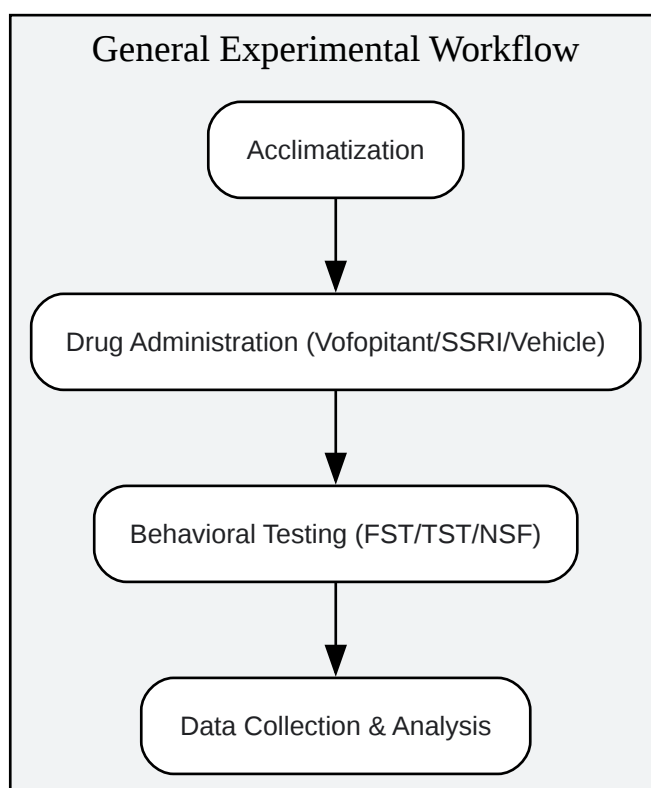 General Experimental Workflow
Acclimatization
Drug Administration (Vofopitant/SSRI/Vehicle)
Behavioral Testing (FST/TST/NSF)
Data Collection & Analysis